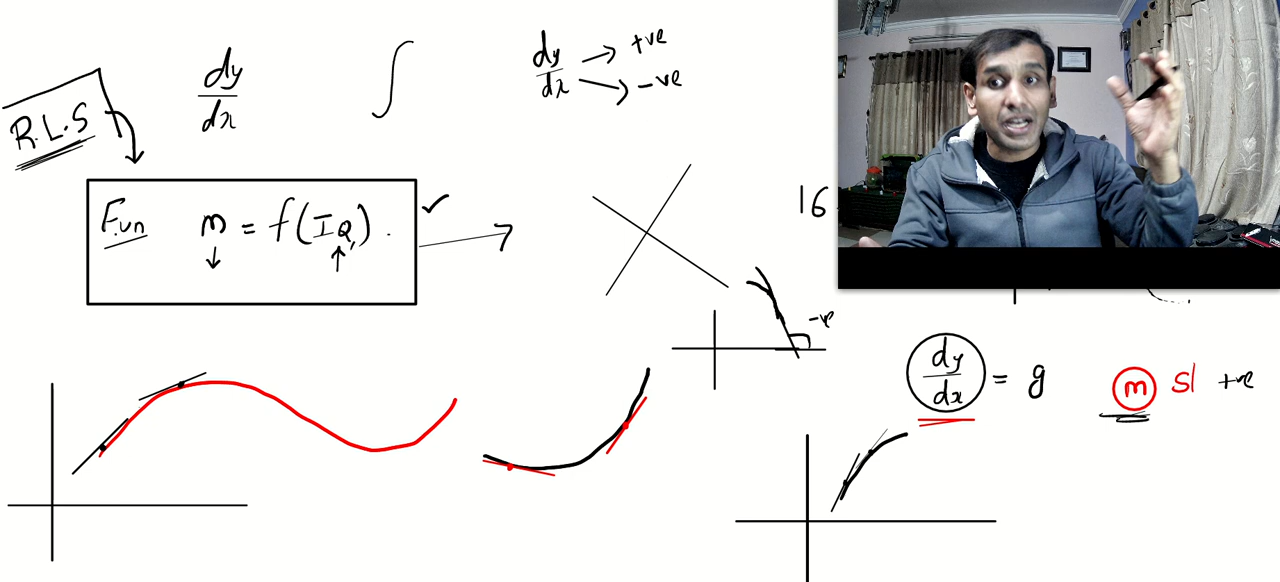 R.L.S
dy/dx
∫
dy/dx → +ve
→ -ve
Fun m = f(IQ).
16
-ve
dy/dx = g
m sl +ve